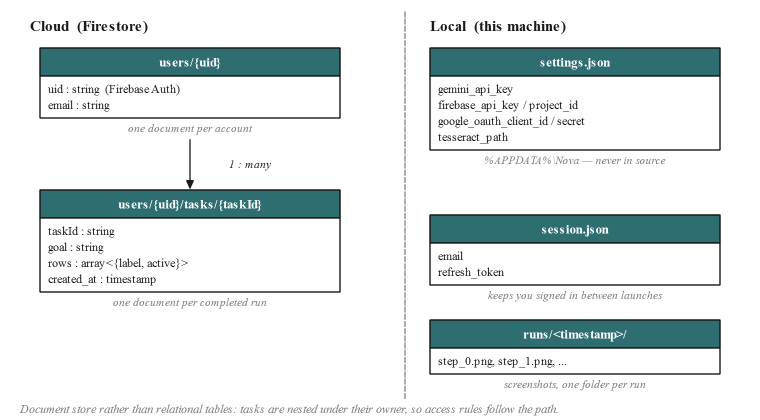 Cloud (Firestore)
users/{uid}
uid : string (Firebase Auth)
email : string
one document per account
1 : many
users/{uid}/tasks/{taskId}
taskId : string
goal : string
rows : array<{label, active}>
created_at : timestamp
one document per completed run
Local (this machine)
settings.json
gemini_api_key
firebase_api_key / project_id
google_oauth_client_id / secret
tesseract_path
%APPDATA%\Nova — never in source
session.json
email
refresh_token
keeps you signed in between launches
runs/<timestamp>/
step_0.png, step_1.png, ...
screenshots, one folder per run
Document store rather than relational tables: tasks are nested under their owner, so access rules follow the path.